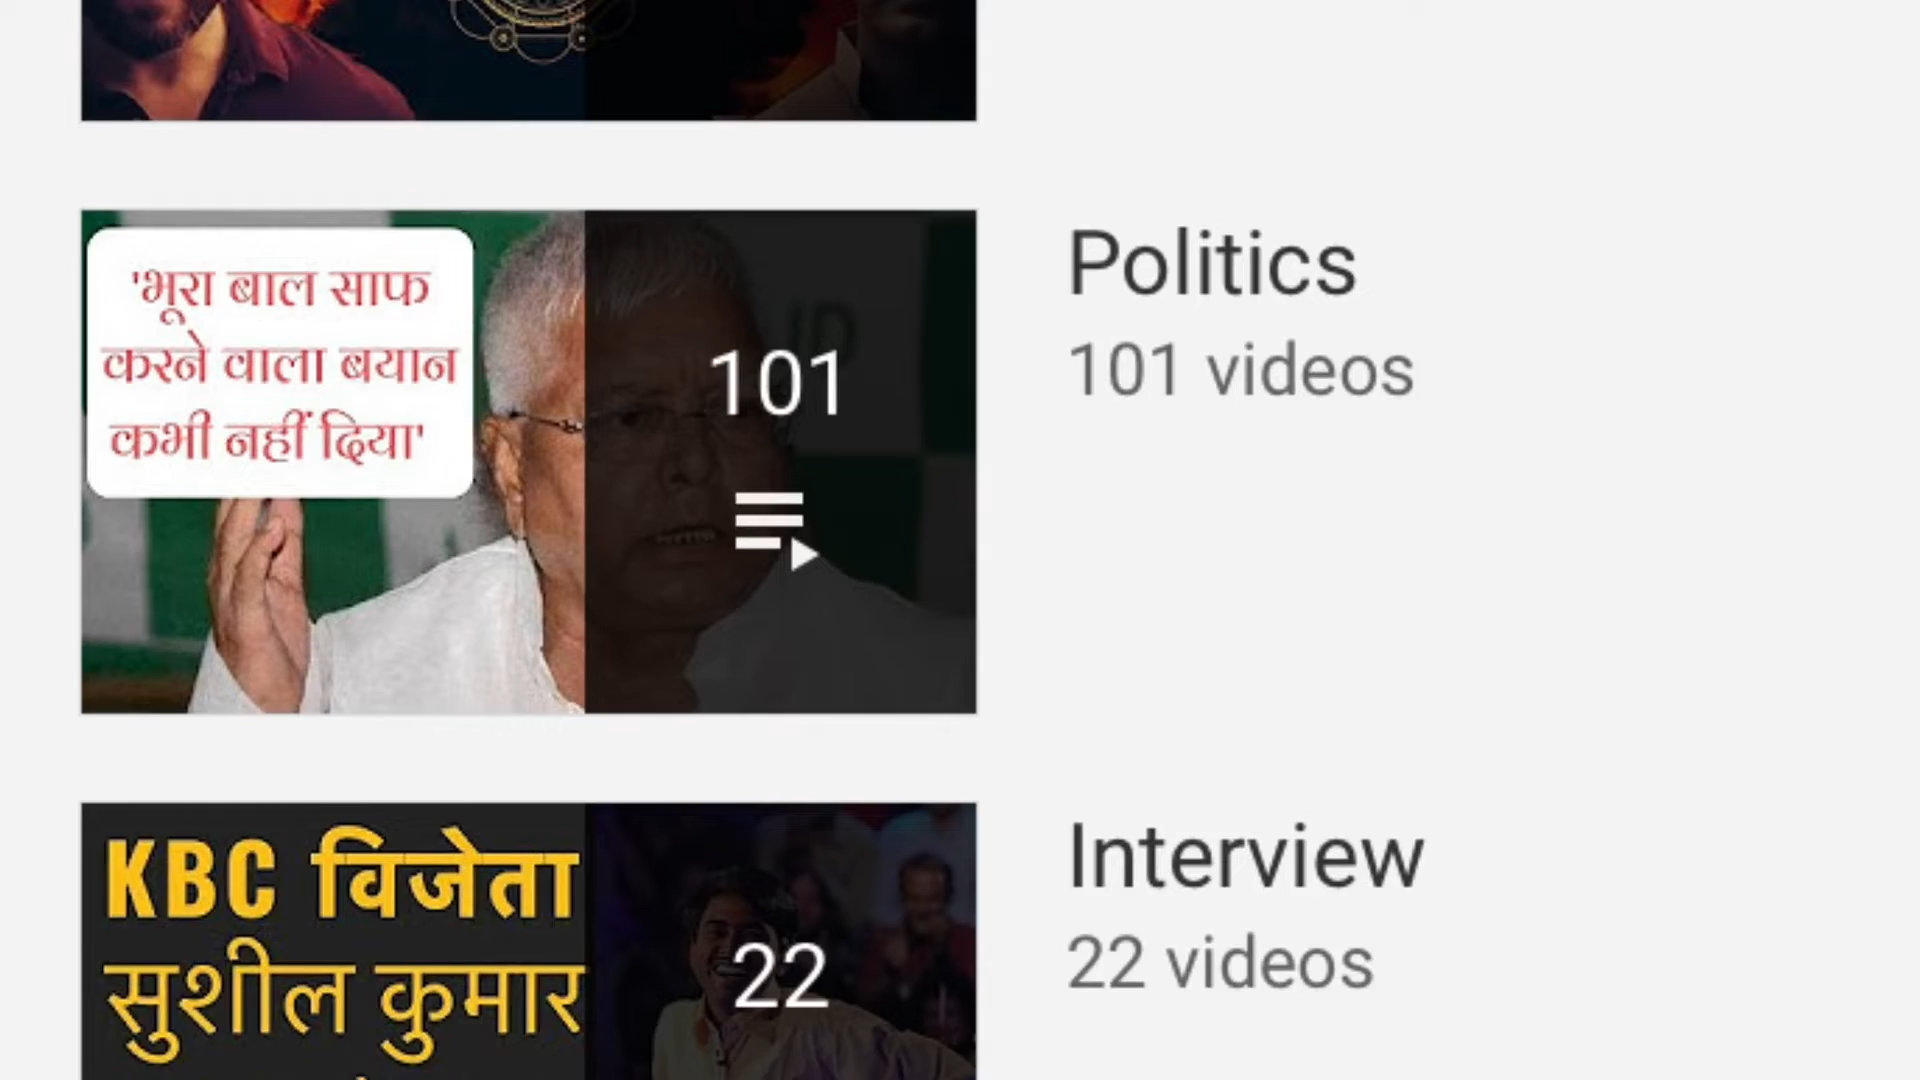 'भूरा बाल साफ
करने वाला बयान
कभी नहीं दिया'
101
Politics
101 videos
KBC विजेता
सुशील कुमार
22
Interview
22 videos